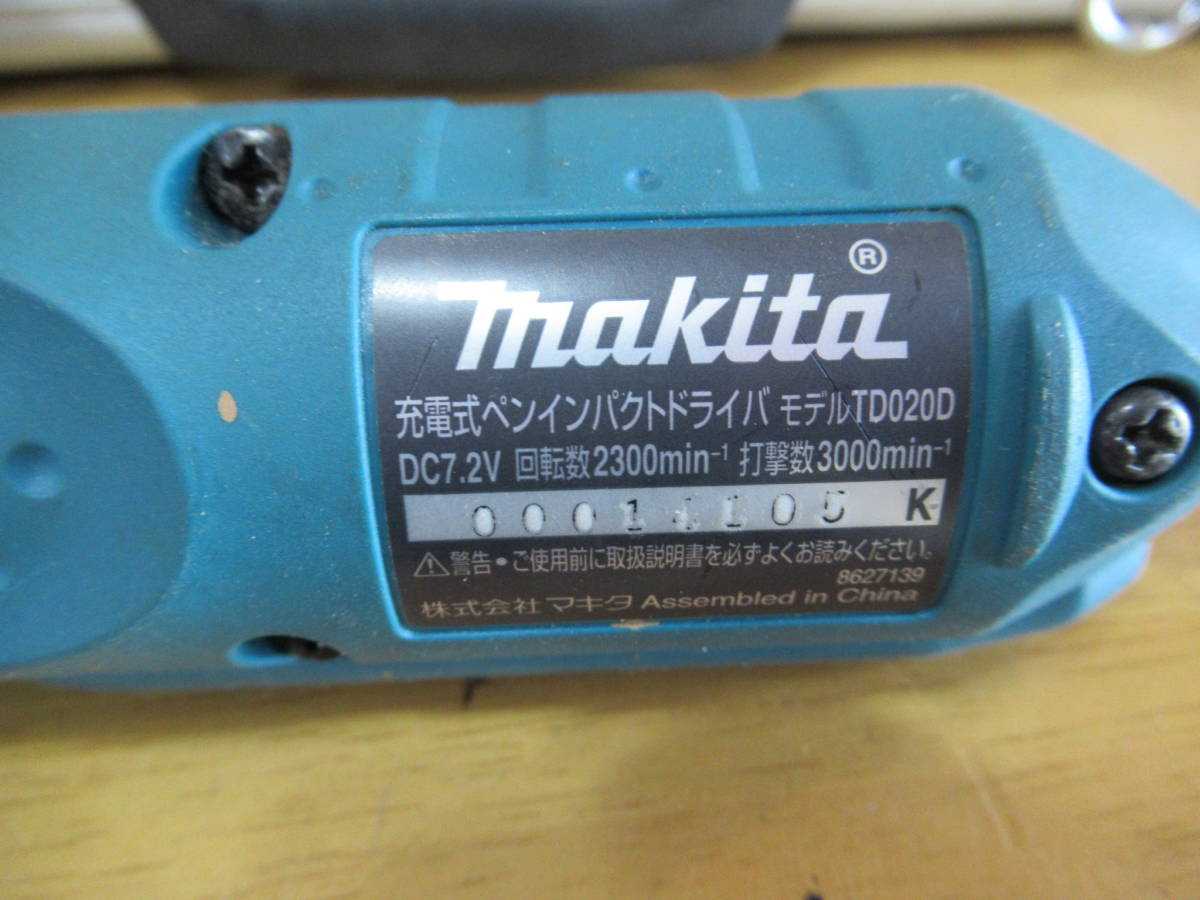 makita®
充電式ペンインパクトドライバ モデルTD020D
DC7.2V 回転数2300min⁻¹ 打撃数3000min⁻¹
K
⚠警告・ご使用前に取扱説明書を必ずよくお読みください。
8627139
株式会社 マキタ Assembled in China